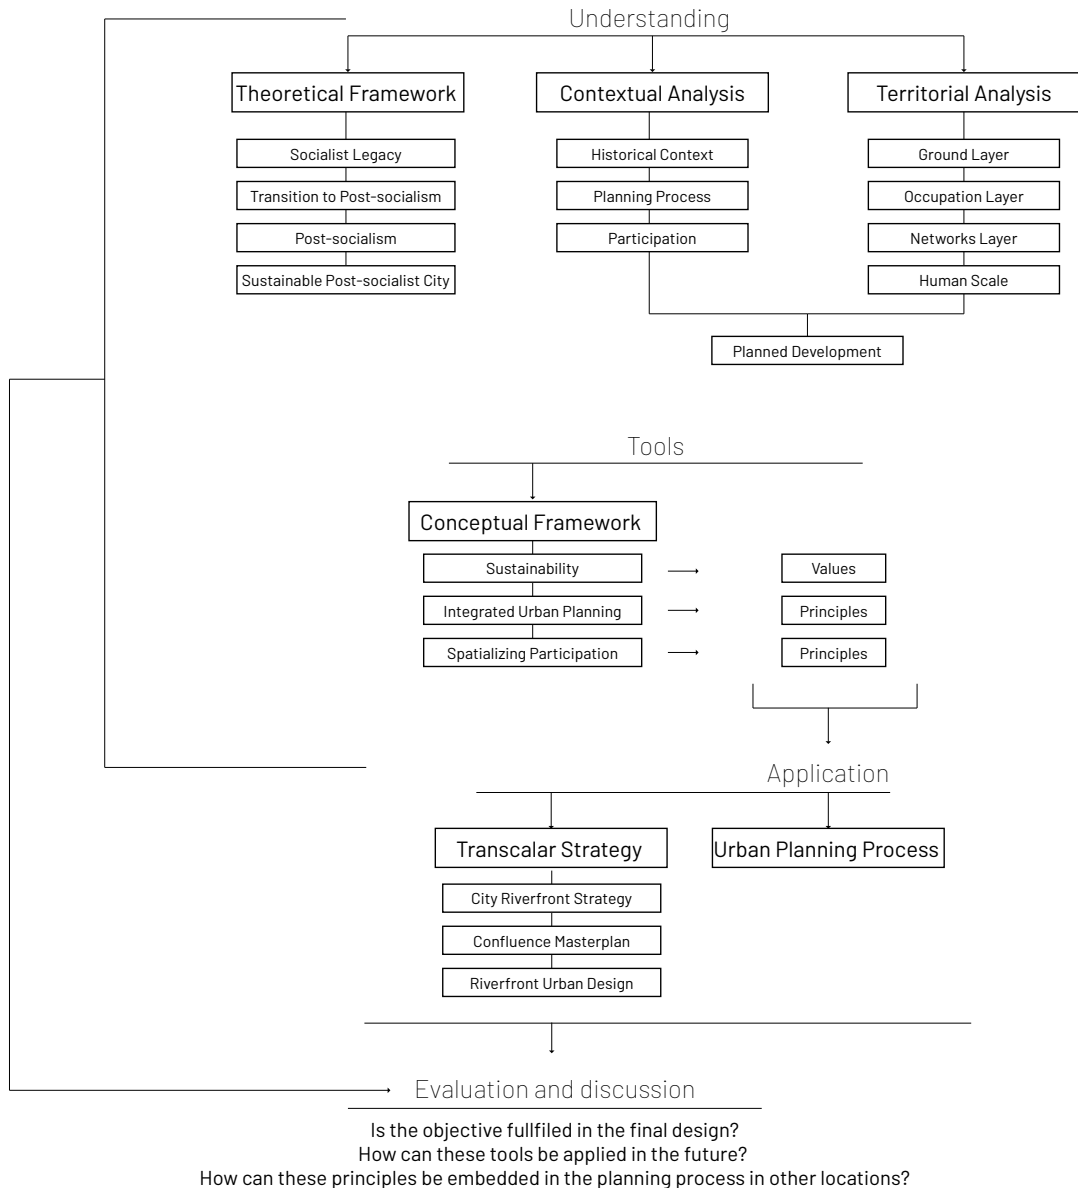 Understanding
Theoretical Framework
Socialist Legacy
Transition to Post-socialism
Post-socialism
Sustainable Post-socialist City
Contextual Analysis
Historical Context
Planning Process
Participation
Territorial Analysis
Ground Layer
Occupation Layer
Networks Layer
Human Scale
Planned Development
Tools
Conceptual Framework
Sustainability
Values
Integrated Urban Planning
Principles
Spatializing Participation
Principles
Application
Transcalar Strategy
City Riverfront Strategy
Confluence Masterplan
Riverfront Urban Design
Urban Planning Process
Evaluation and discussion
Is the objective fullfiled in the final design?
How can these tools be applied in the future?
How can these principles be embedded in the planning process in other locations?